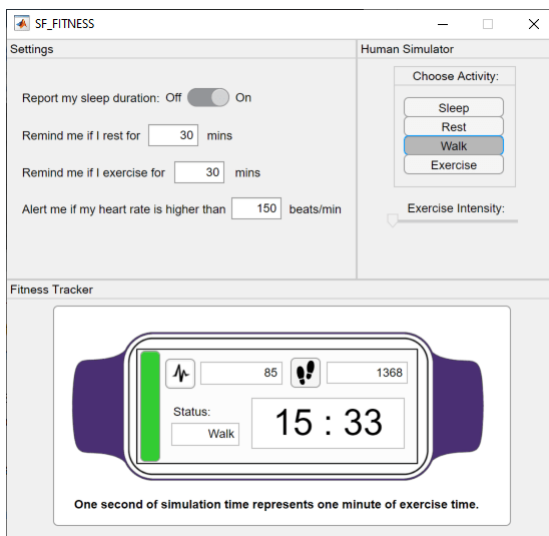 SF_FITNESS
Settings
Report my sleep duration: Off On
Remind me if I rest for 30 mins
Remind me if I exercise for 30 mins
Alert me if my heart rate is higher than 150 beats/min
Human Simulator
Choose Activity:
Sleep
Rest
Walk
Exercise
Exercise Intensity:
Fitness Tracker
85 1368
Status:
Walk
15 : 33
One second of simulation time represents one minute of exercise time.